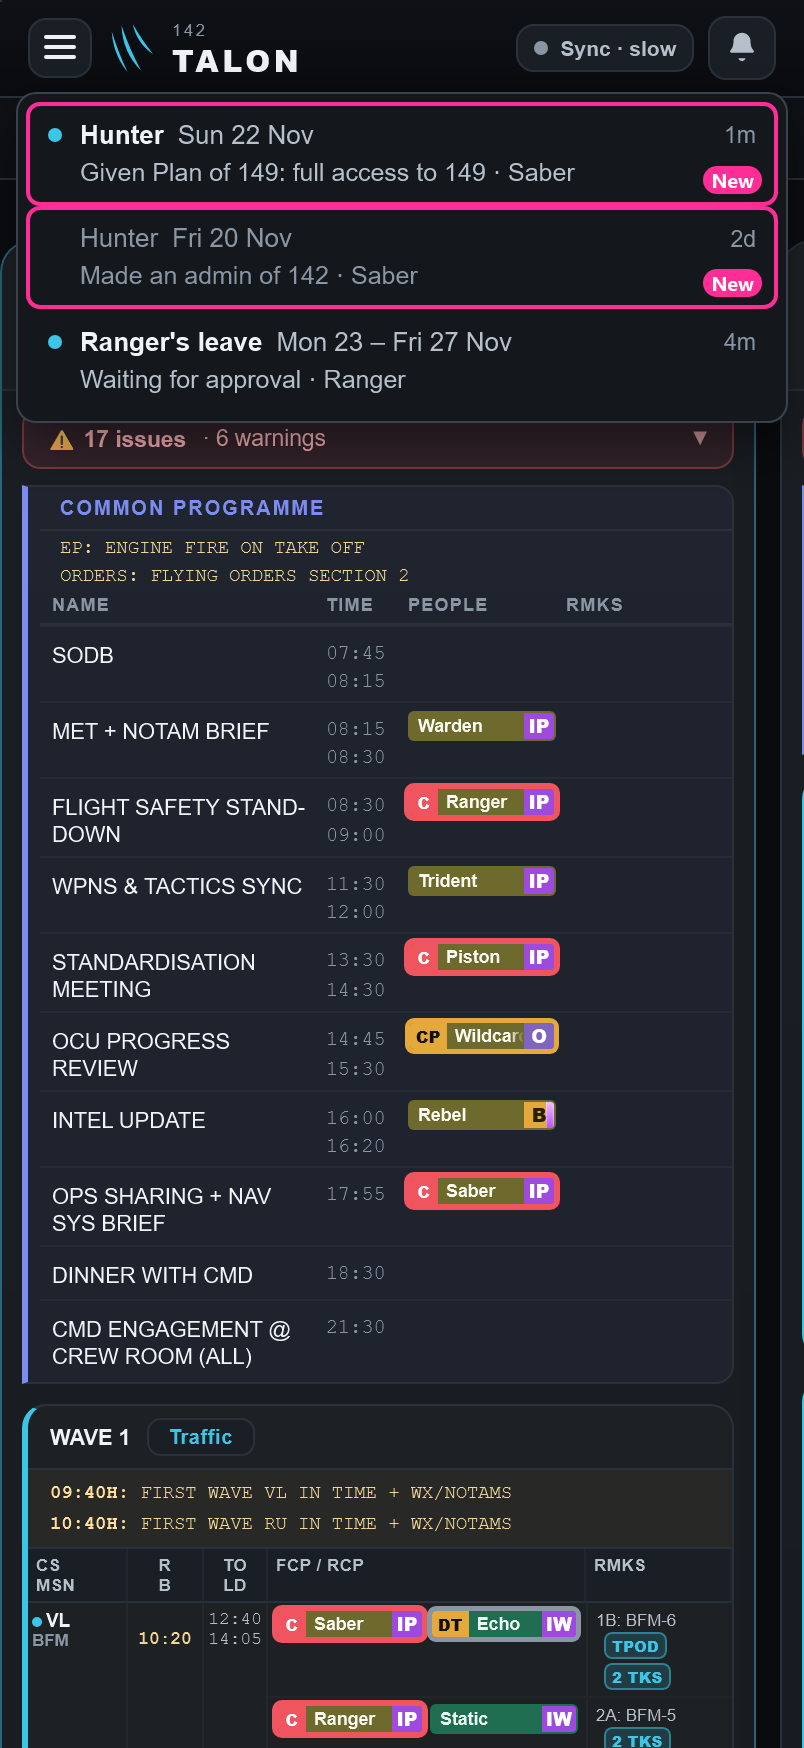 142
TALON
Sync · slow
Hunter Sun 22 Nov 1m
Given Plan of 149: full access to 149 · Saber
New
Hunter Fri 20 Nov 2d
Made an admin of 142 · Saber
New
Ranger's leave Mon 23 – Fri 27 Nov 4m
Waiting for approval · Ranger
17 issues · 6 warnings
COMMON PROGRAMME
EP: ENGINE FIRE ON TAKE OFF
ORDERS: FLYING ORDERS SECTION 2
NAME TIME PEOPLE RMKS
SODB 07:45
08:15
MET + NOTAM BRIEF 08:15 Warden IP
08:30
FLIGHT SAFETY STAND- 08:30 C Ranger IP
DOWN 09:00
WPNS & TACTICS SYNC 11:30 Trident IP
12:00
STANDARDISATION 13:30 C Piston IP
MEETING 14:30
OCU PROGRESS 14:45 CP Wildcar O
REVIEW 15:30
INTEL UPDATE 16:00 Rebel B
16:20
OPS SHARING + NAV 17:55 C Saber IP
SYS BRIEF
DINNER WITH CMD 18:30
CMD ENGAGEMENT @ 21:30
CREW ROOM (ALL)
WAVE 1 Traffic
09:40H: FIRST WAVE VL IN TIME + WX/NOTAMS
10:40H: FIRST WAVE RU IN TIME + WX/NOTAMS
CS R TO FCP / RCP RMKS
MSN B LD
VL 10:20 12:40 C Saber IP DT Echo IW 1B: BFM-6
BFM 14:05 TPOD
2 TKS
C Ranger IP Static IW 2A: BFM-5
2 TKS